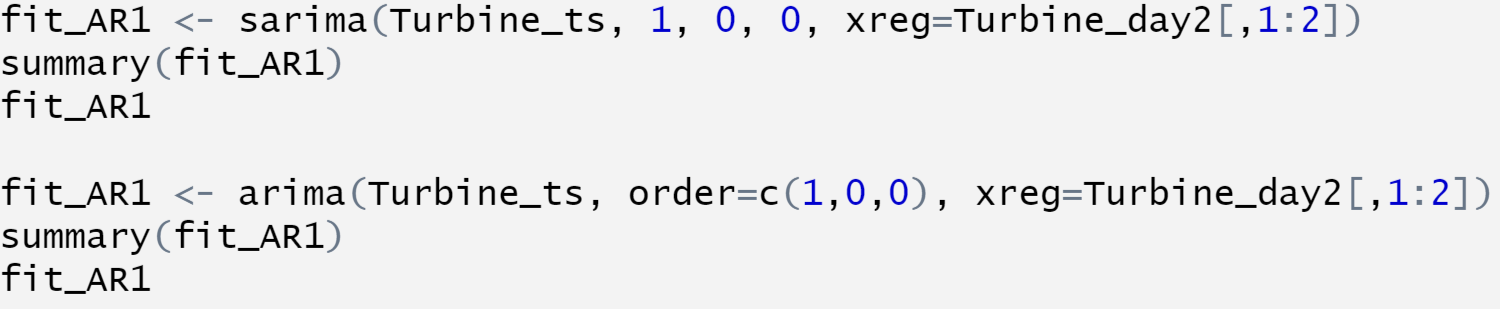 fit_AR1 <- sarima(Turbine_ts, 1, 0, 0, xreg=Turbine_day2[,1:2])
summary(fit_AR1)
fit_AR1
fit_AR1 <- arima(Turbine_ts, order=c(1,0,0), xreg=Turbine_day2[,1:2])
summary(fit_AR1)
fit_AR1